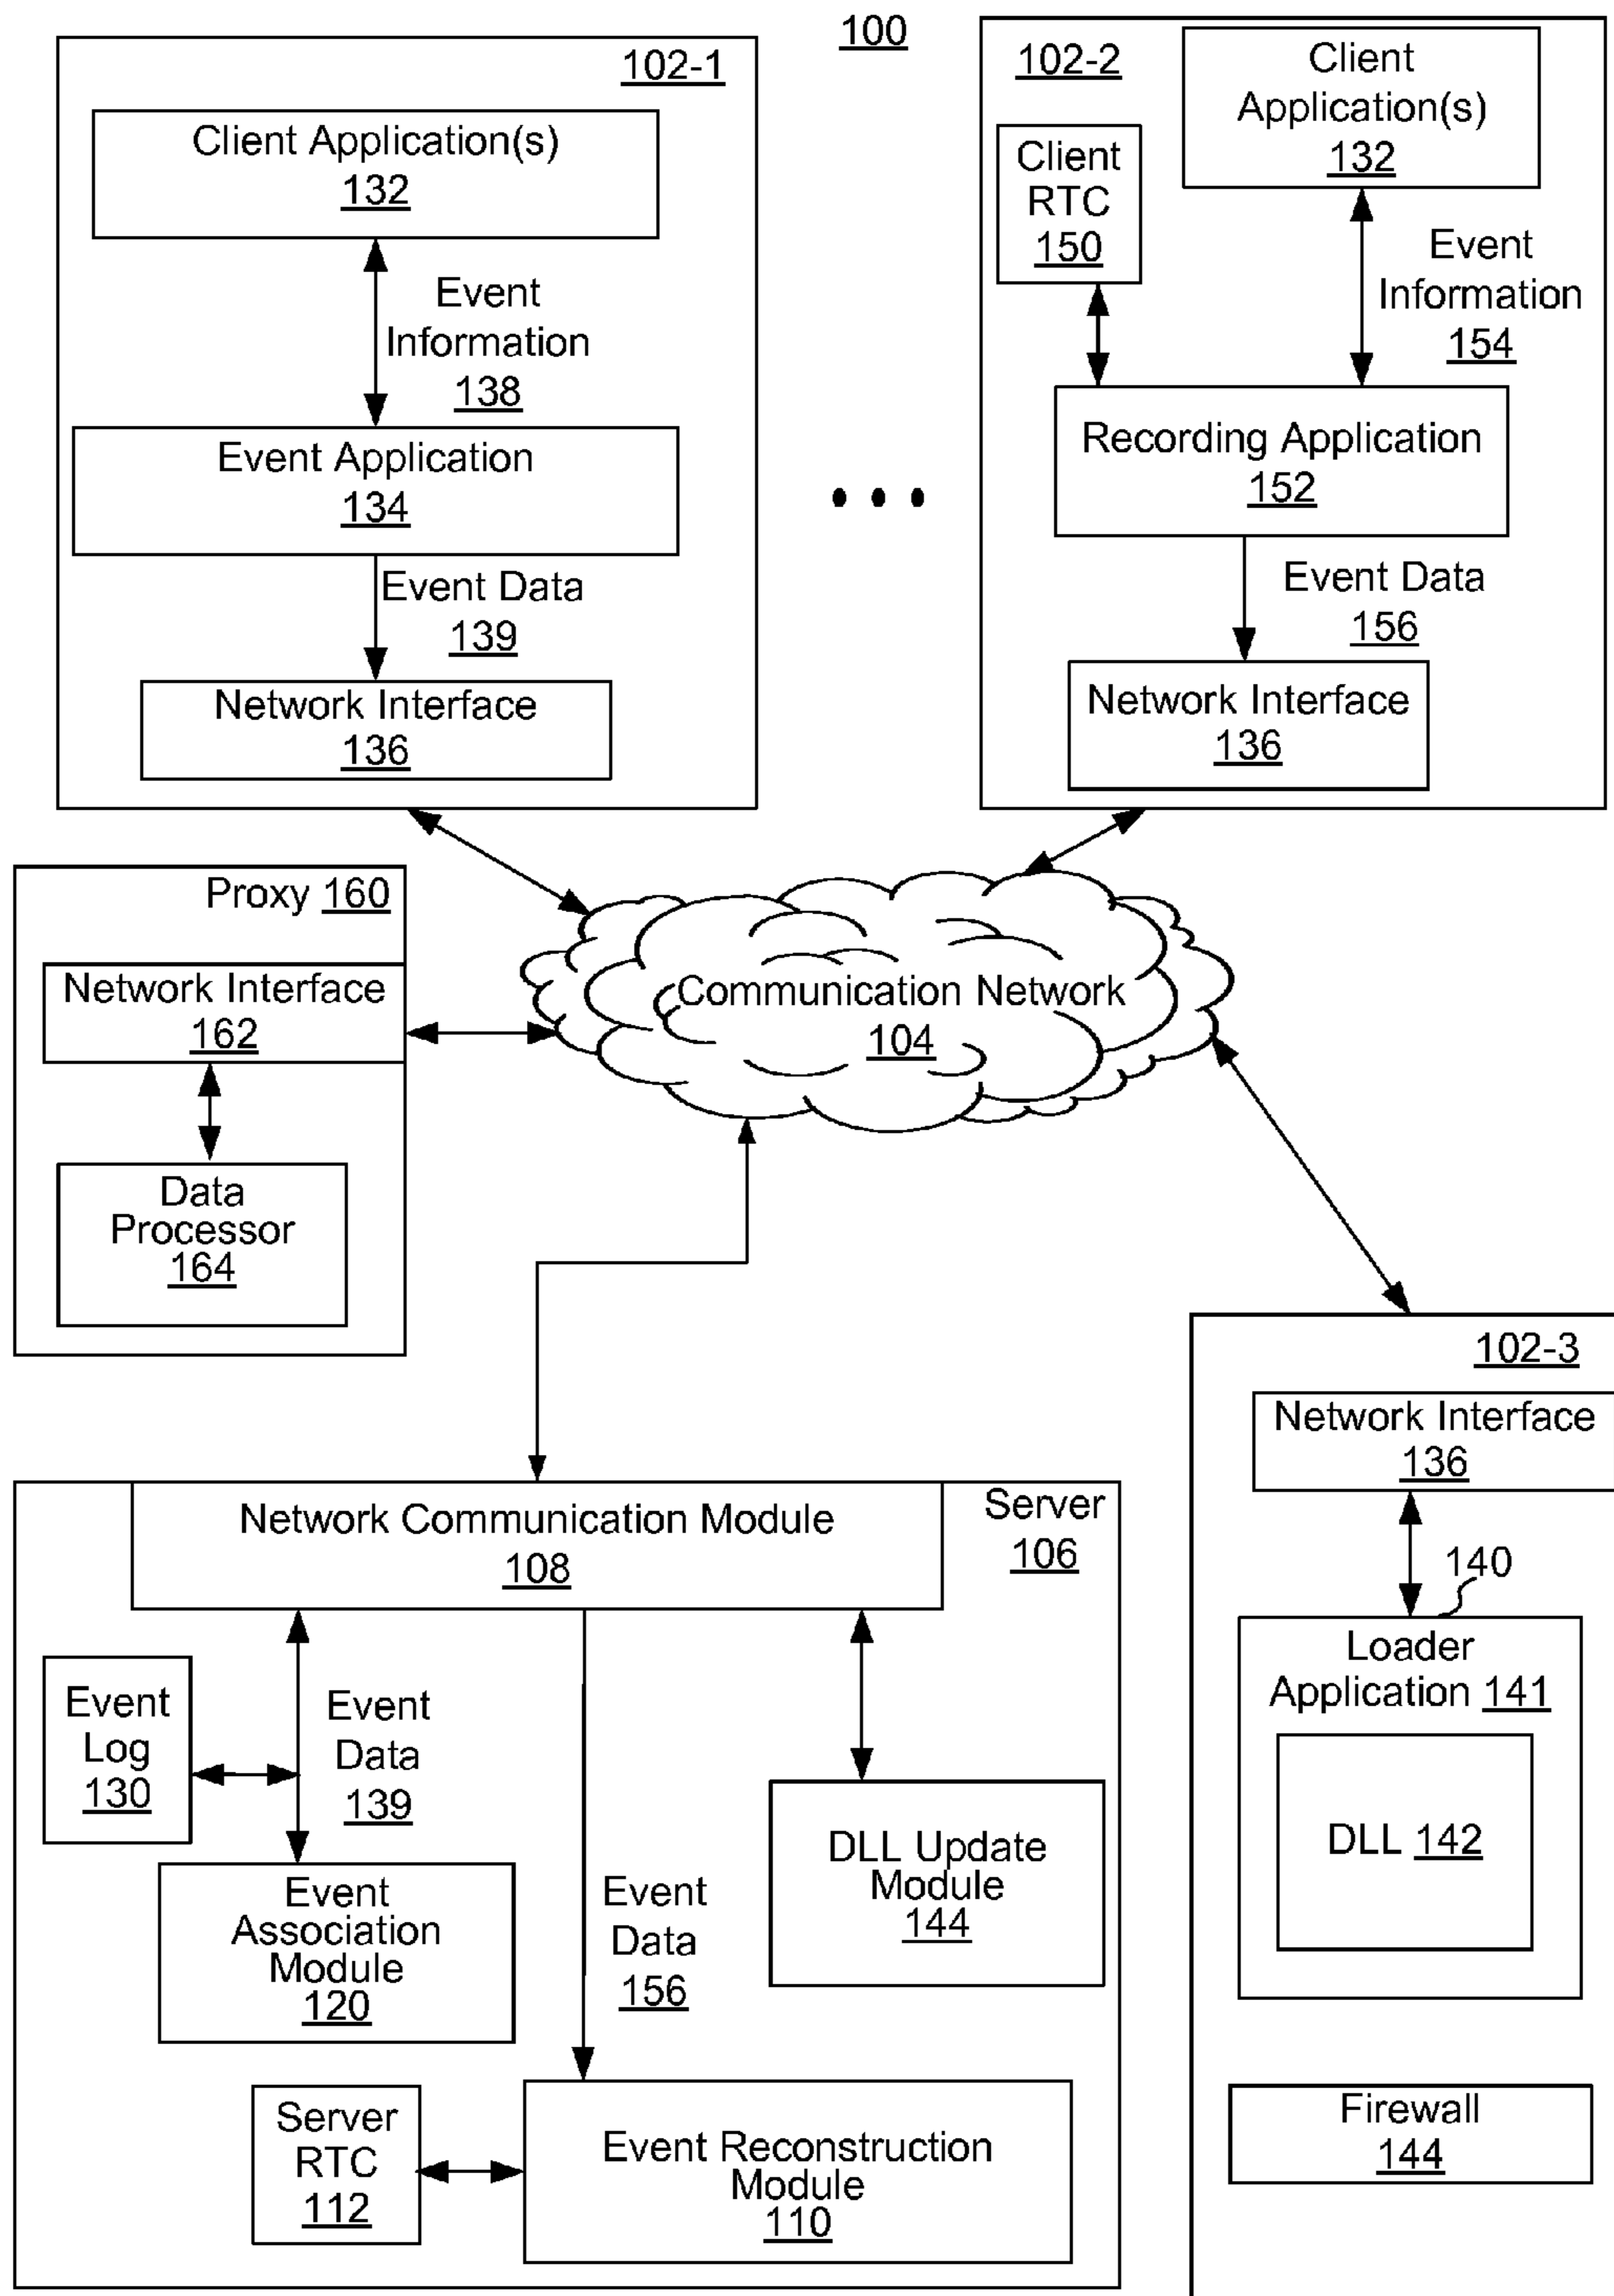 100
102-1
Client Application(s)
132
Event
Information
138
Event Application
134
Event Data
139
Network Interface
136
102-2
Client
Application(s)
132
Client
RTC
150
Event
Information
154
Recording Application
152
Event Data
156
Network Interface
136
Proxy 160
Network Interface
162
Data
Processor
164
Communication Network
104
102-3
Network Interface
136
140
Loader
Application 141
DLL 142
Firewall
144
Server
106
Network Communication Module
108
Event
Log
130
Event
Data
139
Event
Association
Module
120
Event
Data
156
DLL Update
Module
144
Server
RTC
112
Event Reconstruction
Module
110